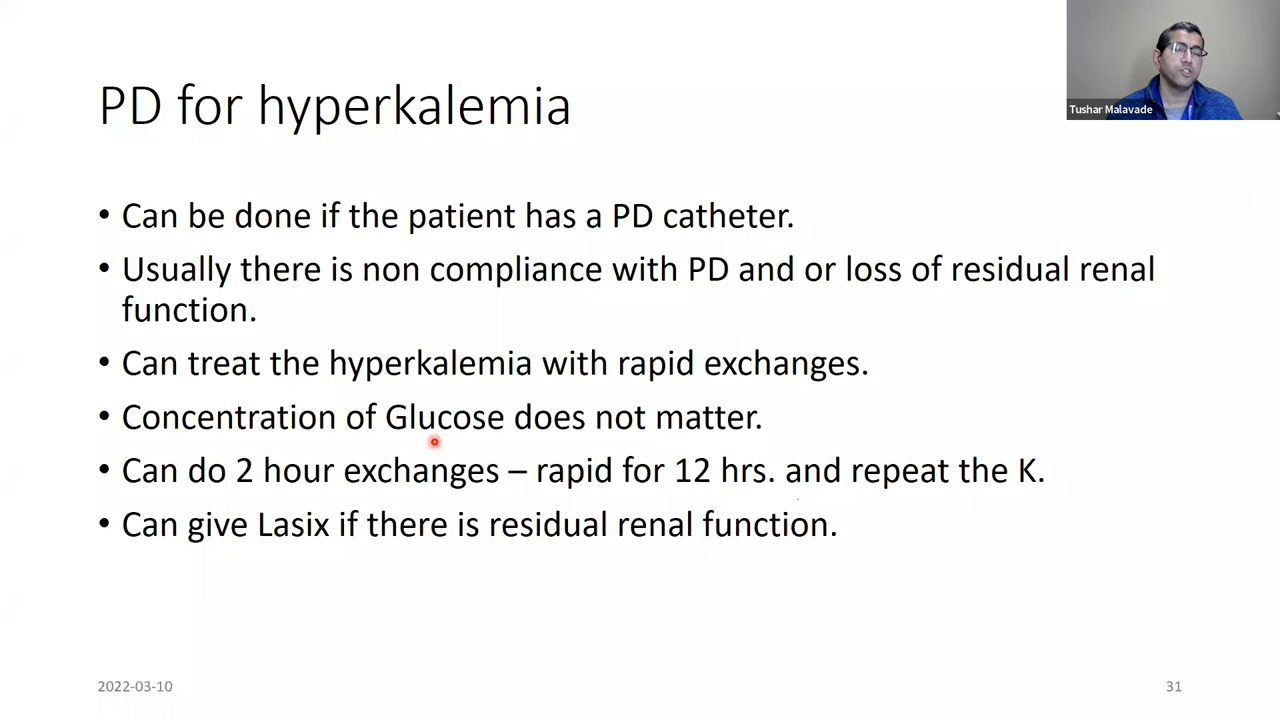 Tushar Malavade
PD for hyperkalemia
• Can be done if the patient has a PD catheter.
• Usually there is non compliance with PD and or loss of residual renal
function.
• Can treat the hyperkalemia with rapid exchanges.
• Concentration of Glucose does not matter.
• Can do 2 hour exchanges – rapid for 12 hrs. and repeat the K.
• Can give Lasix if there is residual renal function.
2022-03-10
31